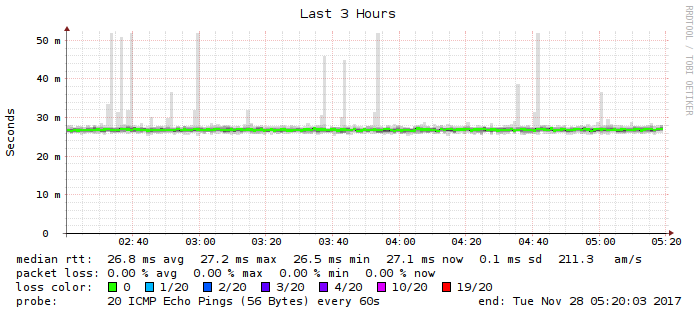 Last 3 Hours
RRDTOOL / TOBI OETIKER
Seconds
50 m
40 m
30 m
20 m
10 m
0
02:40 03:00 03:20 03:40 04:00 04:20 04:40 05:00 05:20
median rtt: 26.8 ms avg 27.2 ms max 26.5 ms min 27.1 ms now 0.1 ms sd 211.3 am/s
packet loss: 0.00 % avg 0.00 % max 0.00 % min 0.00 % now
loss color: 0 1/20 2/20 3/20 4/20 10/20 19/20
probe: 20 ICMP Echo Pings (56 Bytes) every 60s end: Tue Nov 28 05:20:03 2017